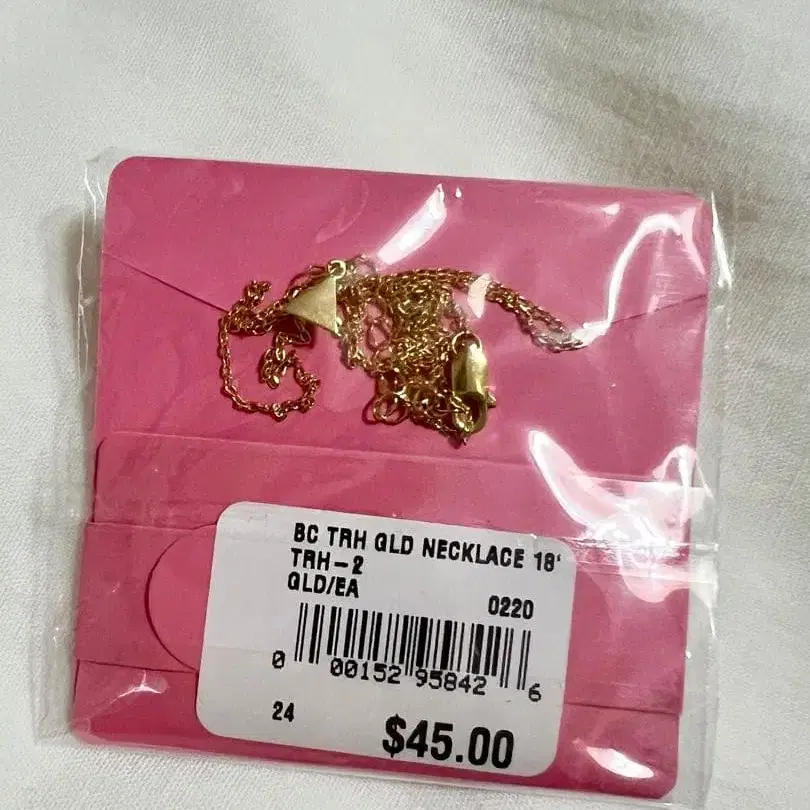 BC TRH GLD NECKLACE 18'
TRH-2
GLD/EA
0220
0 00152 95842 6
24
$45.00